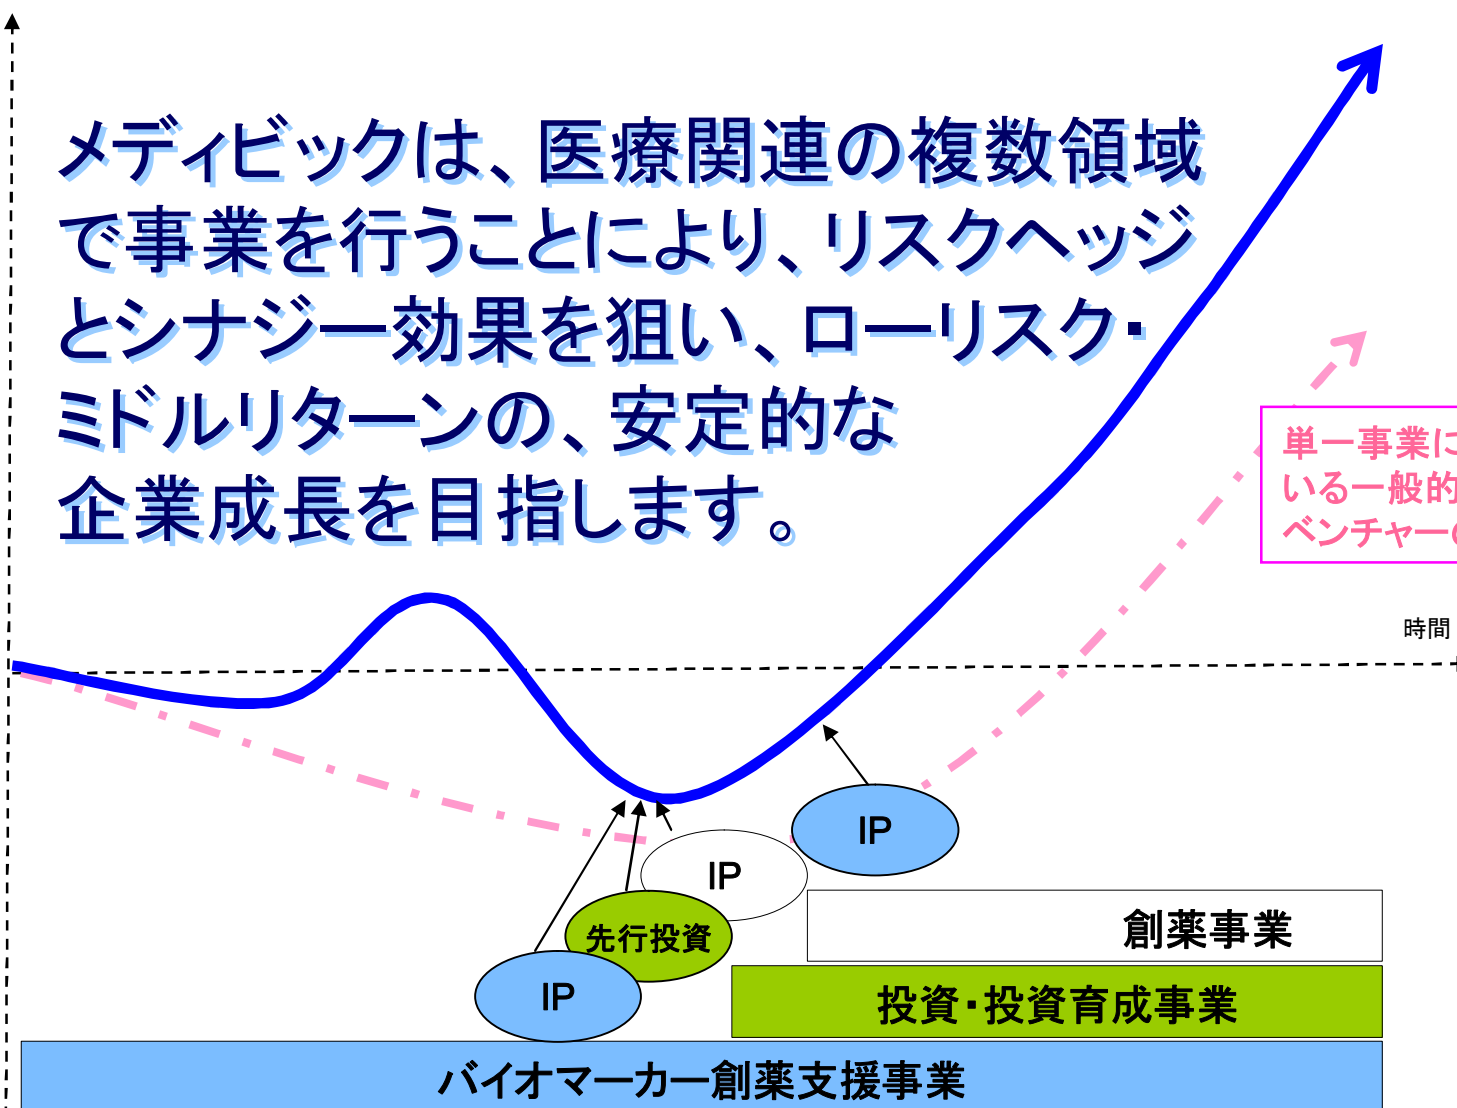 メディビックは、医療関連の複数領域
で事業を行うことにより、リスクヘッジ
とシナジー効果を狙い、ローリスク・
ミドルリターンの、安定的な
企業成長を目指します。
単一事業に
いる一般的
ベンチャーの
時間
IP
IP
先行投資
IP
創薬事業
投資・投資育成事業
バイオマーカー創薬支援事業